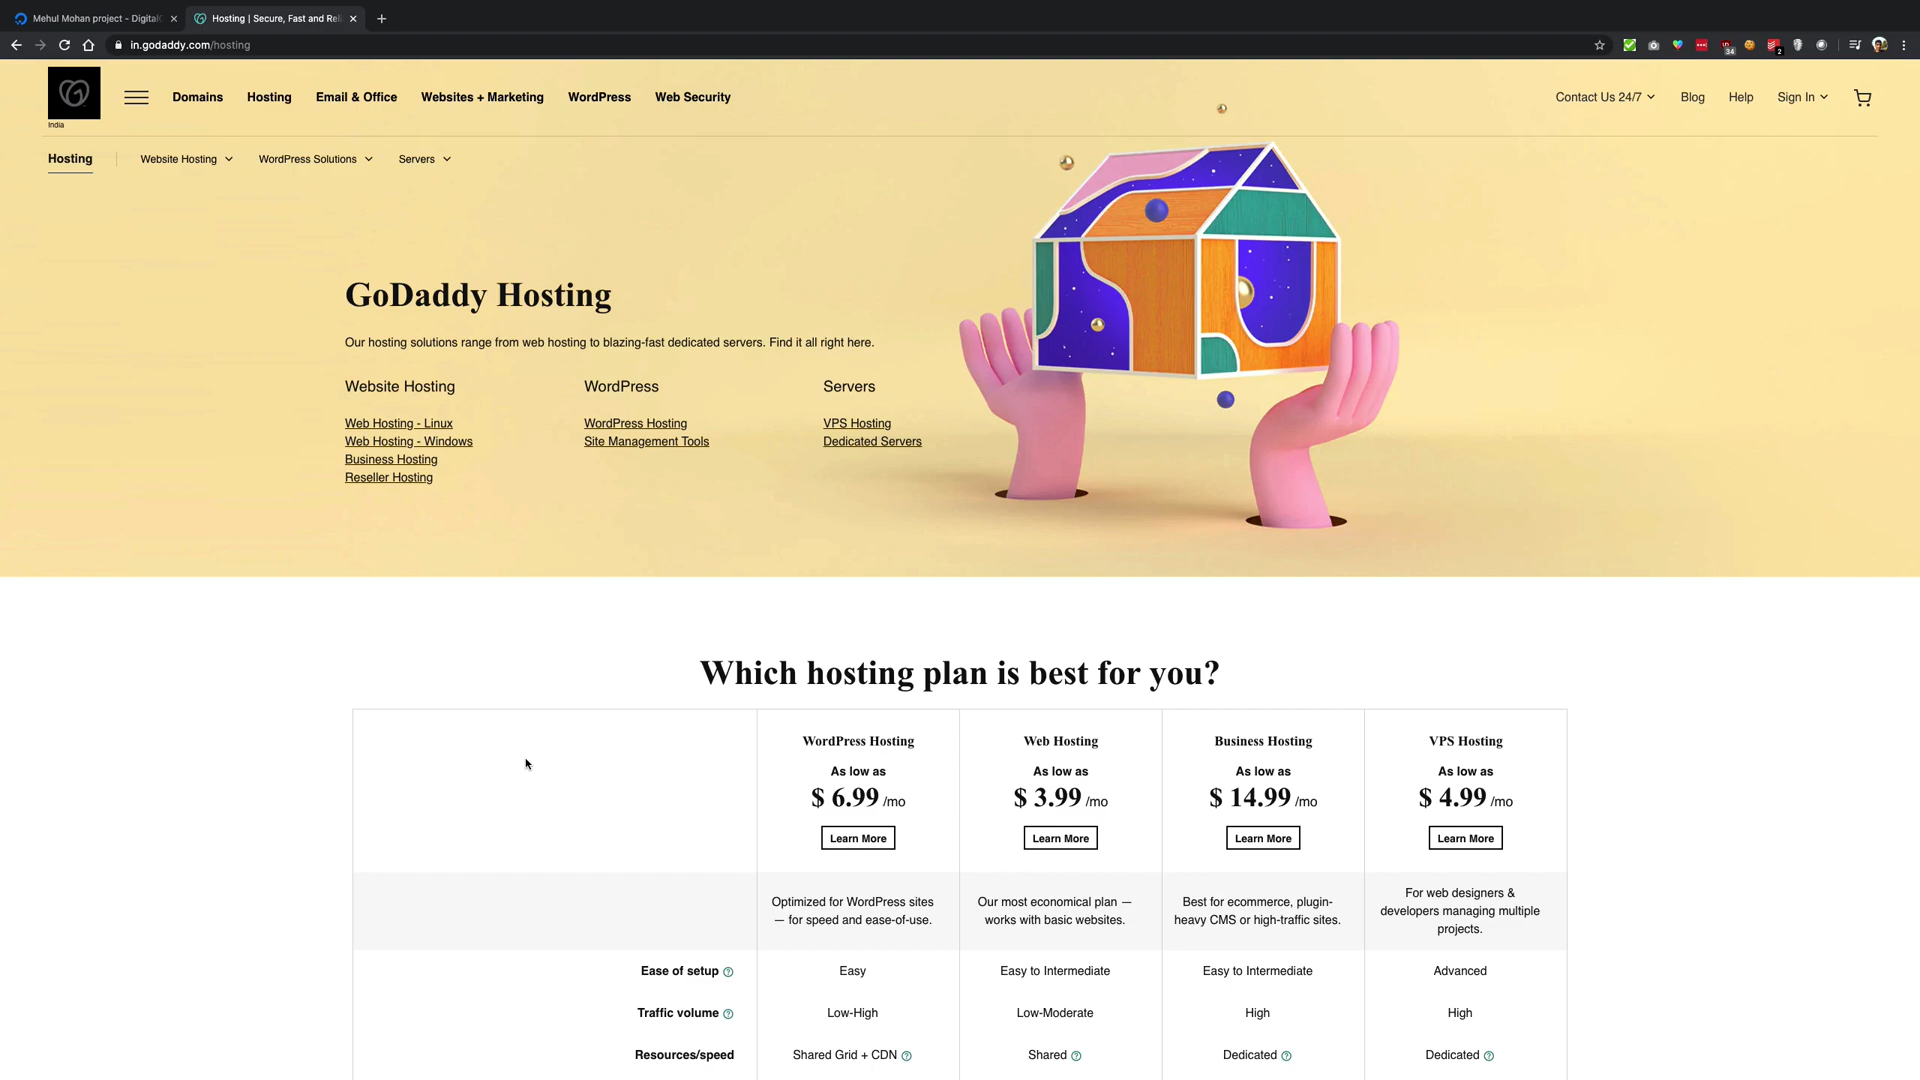 Mehul Mohan project - Digital
Hosting | Secure, Fast and Reli
in.godaddy.com/hosting
34
2
India
Domains
Hosting
Email & Office
Websites + Marketing
WordPress
Web Security
Contact Us 24/7
Blog
Help
Sign In
Hosting
Website Hosting
WordPress Solutions
Servers
GoDaddy Hosting
Our hosting solutions range from web hosting to blazing-fast dedicated servers. Find it all right here.
Website Hosting
Web Hosting - Linux
Web Hosting - Windows
Business Hosting
Reseller Hosting
WordPress
WordPress Hosting
Site Management Tools
Servers
VPS Hosting
Dedicated Servers
Which hosting plan is best for you?
WordPress Hosting
As low as
$ 6.99 /mo
Learn More
Web Hosting
As low as
$ 3.99 /mo
Learn More
Business Hosting
As low as
$ 14.99 /mo
Learn More
VPS Hosting
As low as
$ 4.99 /mo
Learn More
Optimized for WordPress sites
— for speed and ease-of-use.
Our most economical plan —
works with basic websites.
Best for ecommerce, plugin-
heavy CMS or high-traffic sites.
For web designers &
developers managing multiple
projects.
Ease of setup
Easy
Easy to Intermediate
Easy to Intermediate
Advanced
Traffic volume
Low-High
Low-Moderate
High
High
Resources/speed
Shared Grid + CDN
Shared
Dedicated
Dedicated